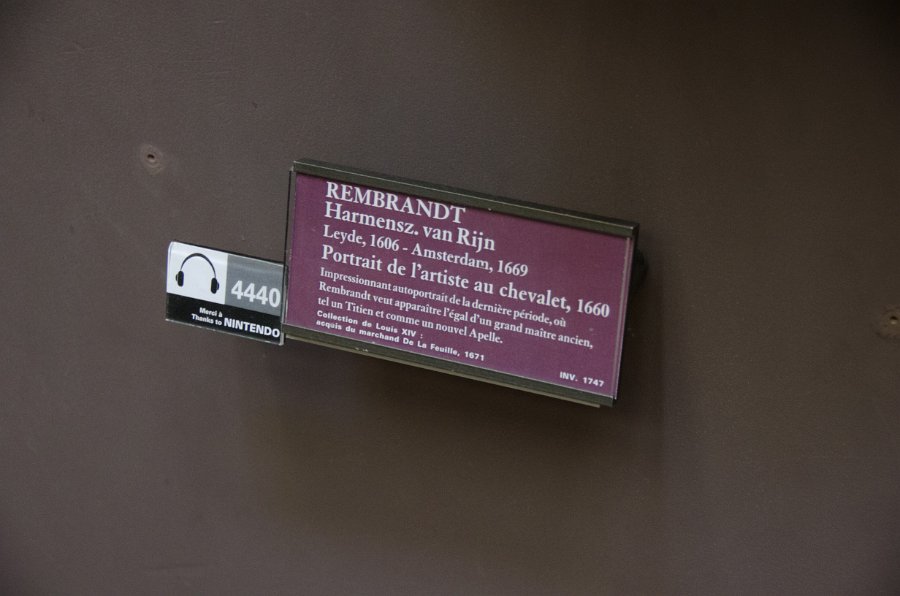 REMBRANDT
Harmensz. van Rijn
Leyde, 1606 - Amsterdam, 1669
Portrait de l'artiste au chevalet, 1660
Impressionnant autoportrait de la dernière période, où
Rembrandt veut apparaître l'égal d'un grand maître ancien,
tel un Titien et comme un nouvel Apelle.
Collection de Louis XIV :
acquis du marchand De La Feuille, 1671
INV. 1747
4440
Merci à
Thanks to NINTENDO